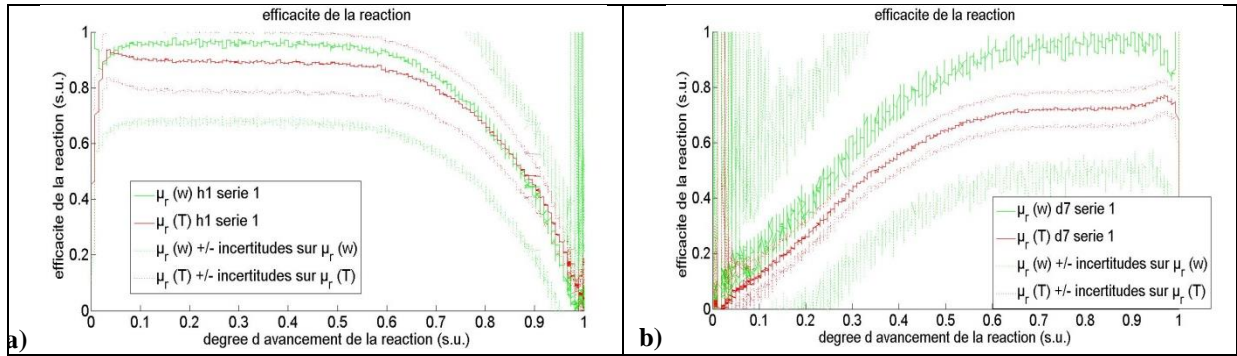 efficacite de la reaction
efficacite de la reaction (s.u.)
1
0.8
0.6
0.4
0.2
0
μr (w) h1 serie 1
μr (T) h1 serie 1
μr (w) +/- incertitudes sur μr (w)
μr (T) +/- incertitudes sur μr (T)
0 0.1 0.2 0.3 0.4 0.5 0.6 0.7 0.8 0.9 1
degree d avancement de la reaction (s.u.)
a)
efficacite de la reaction
efficacite de la reaction (s.u.)
1
0.8
0.6
0.4
0.2
0
μr (w) d7 serie 1
μr (T) d7 serie 1
μr (w) +/- incertitudes sur μr (w)
μr (T) +/- incertitudes sur μr (T)
0 0.1 0.2 0.3 0.4 0.5 0.6 0.7 0.8 0.9 1
degree d avancement de la reaction (s.u.)
b)